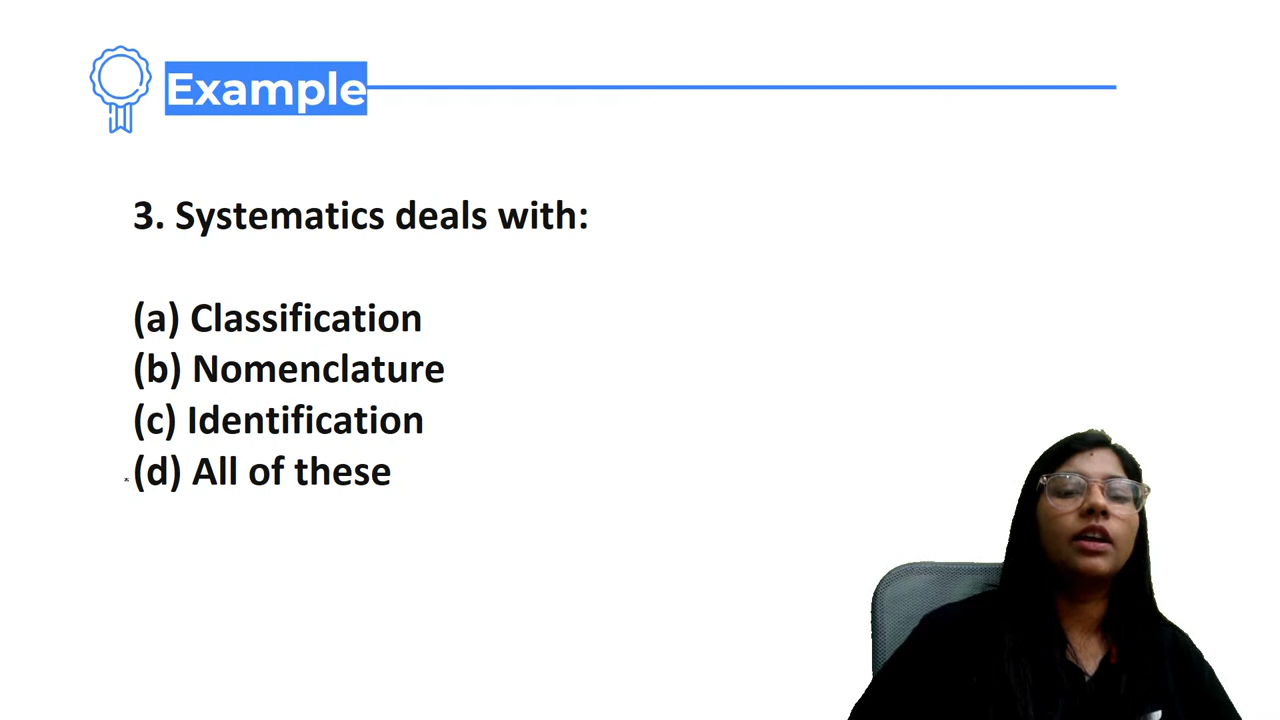 Example
3. Systematics deals with:
(a) Classification
(b) Nomenclature
(c) Identification
(d) All of these